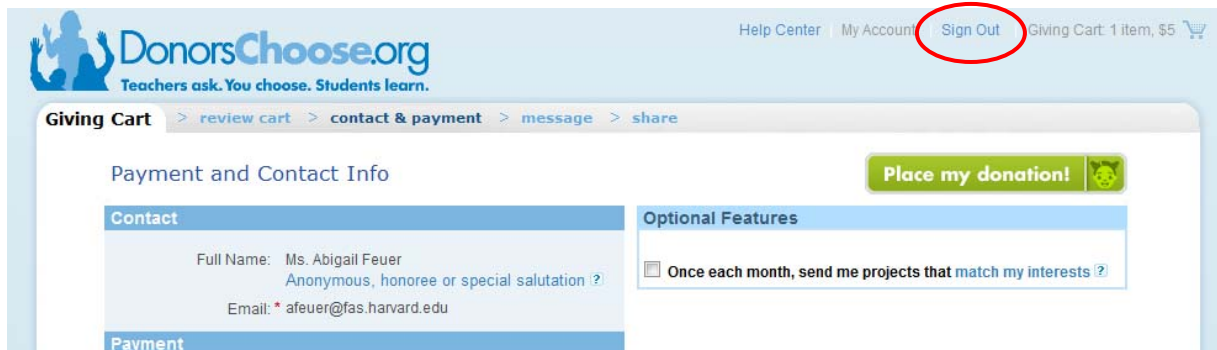 Help Center My Account Sign Out Giving Cart: 1 item, $5
DonorsChoose.org
Teachers ask. You choose. Students learn.
Giving Cart > review cart > contact & payment > message > share
Payment and Contact Info
Place my donation!
Contact
Full Name: Ms. Abigail Feuer
Anonymous, honoree or special salutation ?
Email: * afeuer@fas.harvard.edu
Payment
Optional Features
Once each month, send me projects that match my interests ?